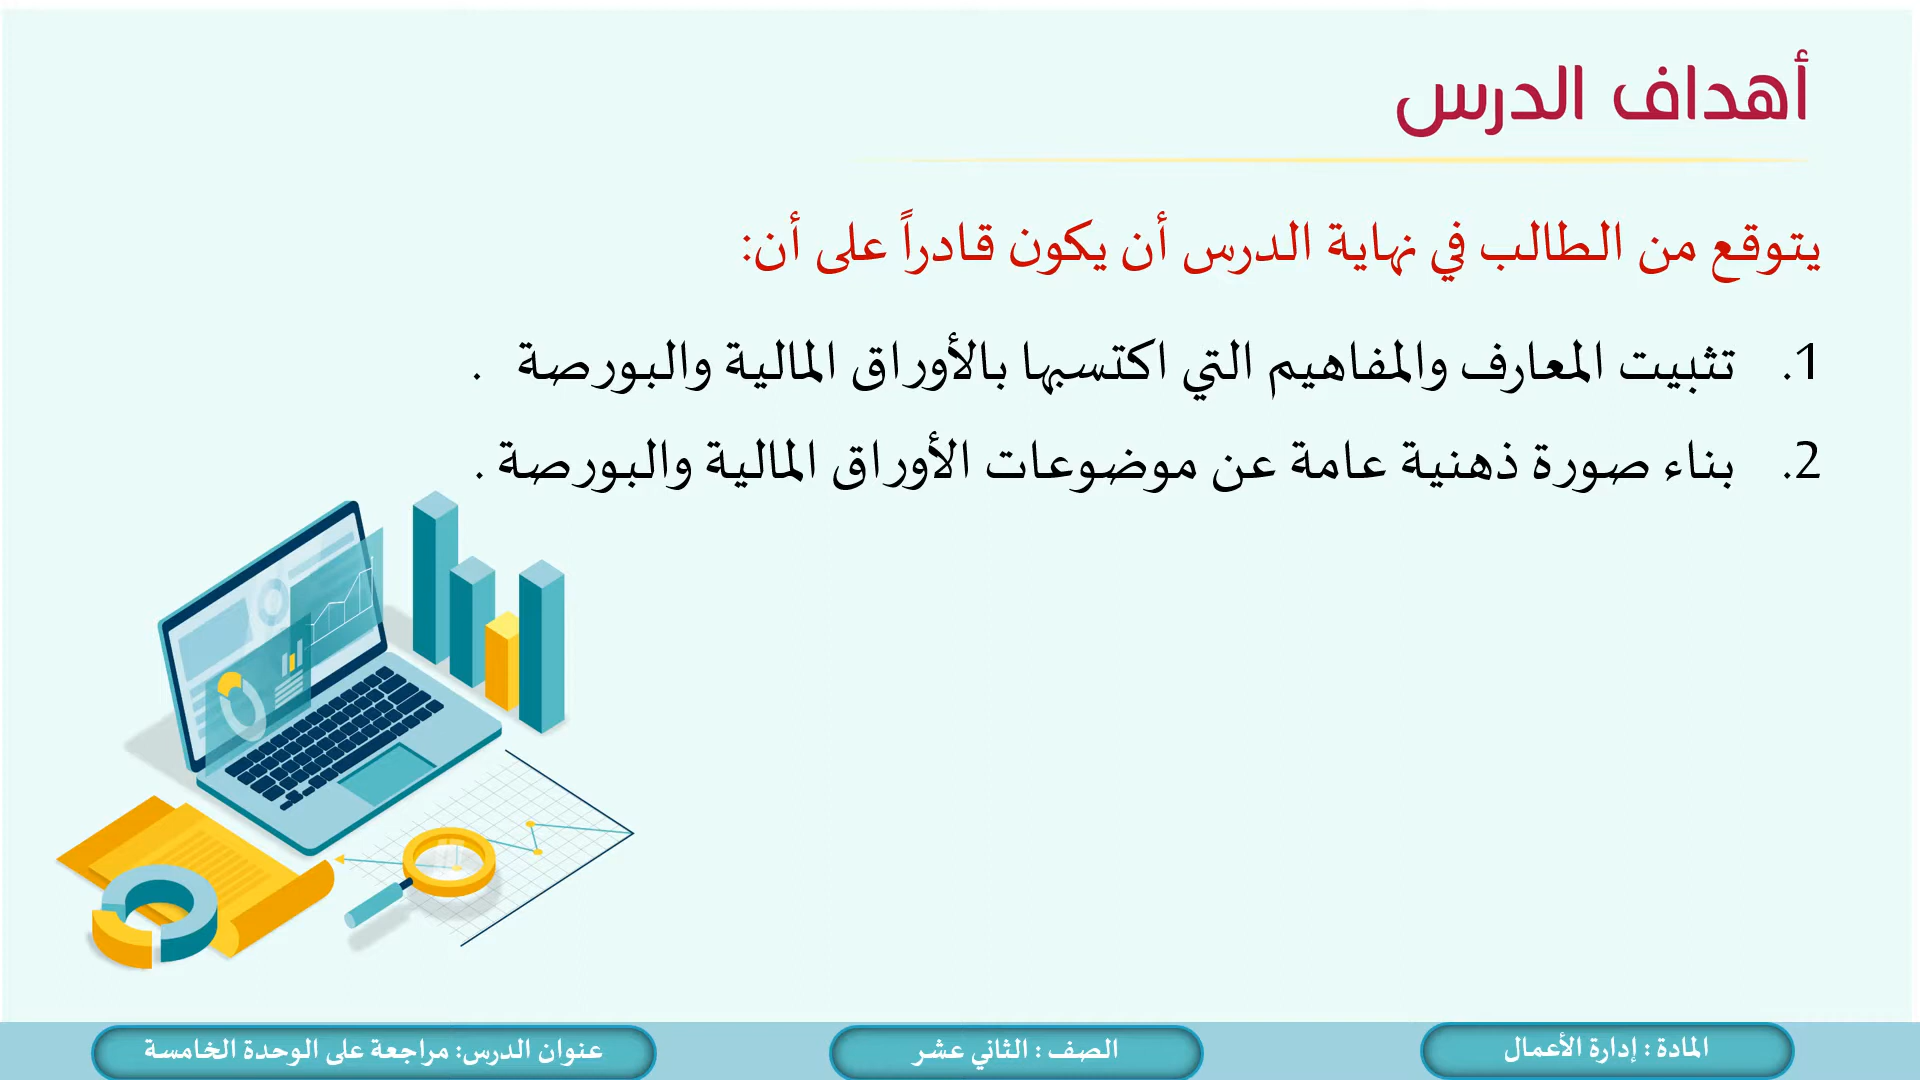 أهداف الدرس
يتوقع من الطالب في نهاية الدرس أن يكون قادراً على أن:
1. تثبيت المعارف والمفاهيم التي اكتسبها بالأوراق المالية والبورصة .
2. بناء صورة ذهنية عامة عن موضوعات الأوراق المالية والبورصة .
المادة : إدارة الأعمال
الصف : الثاني عشر
عنوان الدرس: مراجعة على الوحدة الخامسة